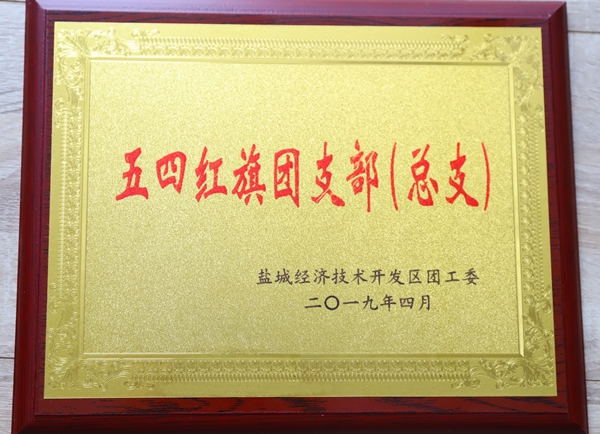 五四红旗团支部(总支)
盐城经济技术开发区团工委
二〇一九年四月